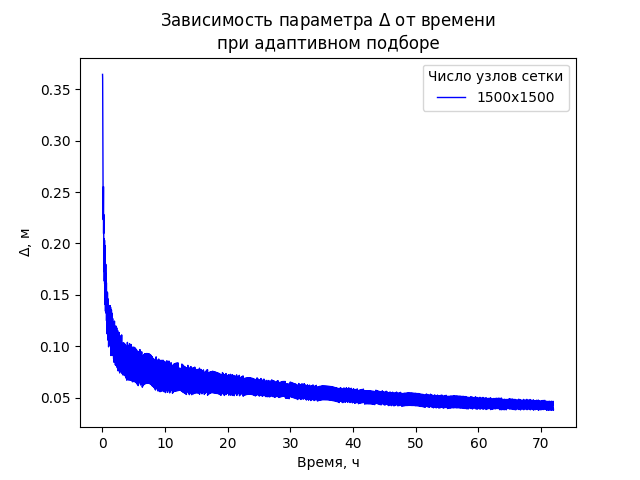 Зависимость параметра Δ от времени
при адаптивном подборе
Число узлов сетки
1500x1500
Δ, м
0.35
0.30
0.25
0.20
0.15
0.10
0.05
0 10 20 30 40 50 60 70
Время, ч